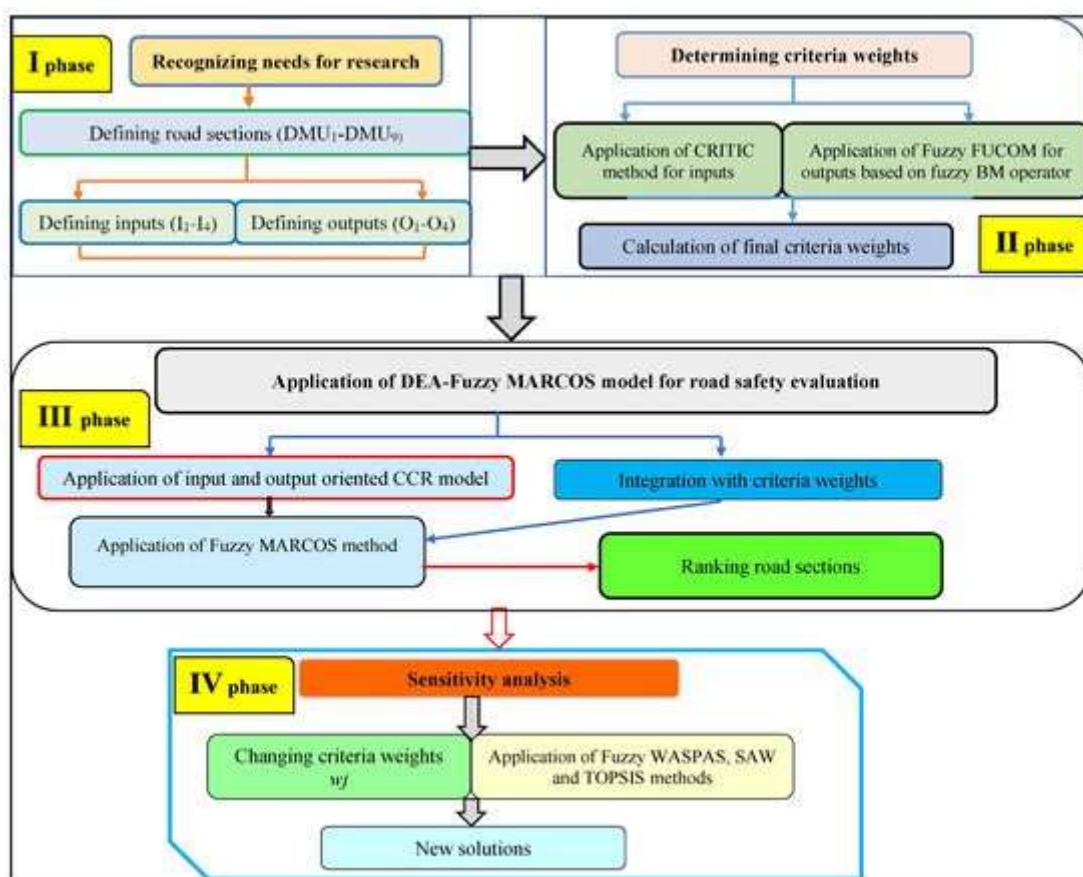 I phase
Recognizing needs for research
Defining road sections (DMU₁-DMU₉)
Defining inputs (I₁-I₄)
Defining outputs (O₁-O₄)
Determining criteria weights
Application of CRITIC
method for inputs
Application of Fuzzy FUCOM for
outputs based on fuzzy BM operator
Calculation of final criteria weights
II phase
Application of DEA-Fuzzy MARCOS model for road safety evaluation
III phase
Application of input and output oriented CCR model
Integration with criteria weights
Application of Fuzzy MARCOS method
Ranking road sections
IV phase
Sensitivity analysis
Changing criteria weights
wj
Application of Fuzzy WASPAS, SAW
and TOPSIS methods
New solutions